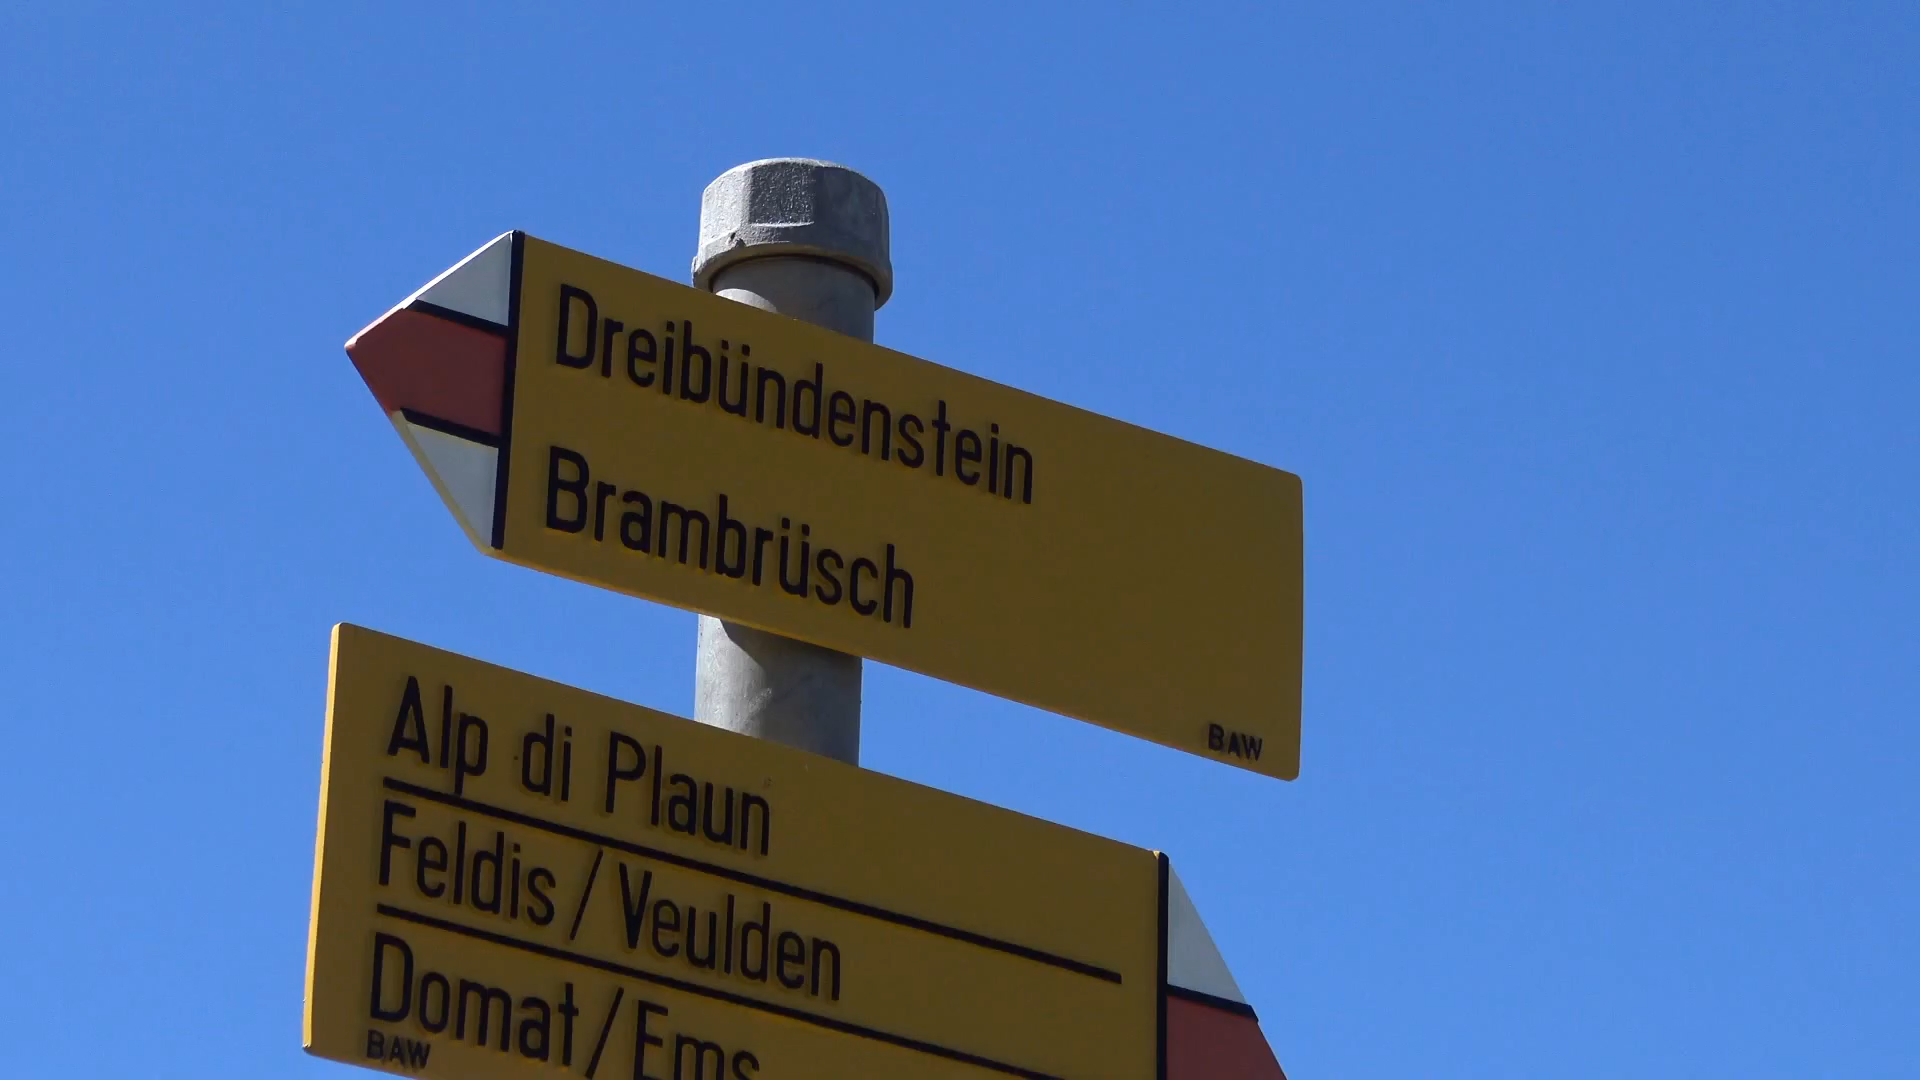 Dreibündenstein
Brambrüsch
BAW
Alp di Plaun
Feldis / Veulden
Domat / Ems
BAW